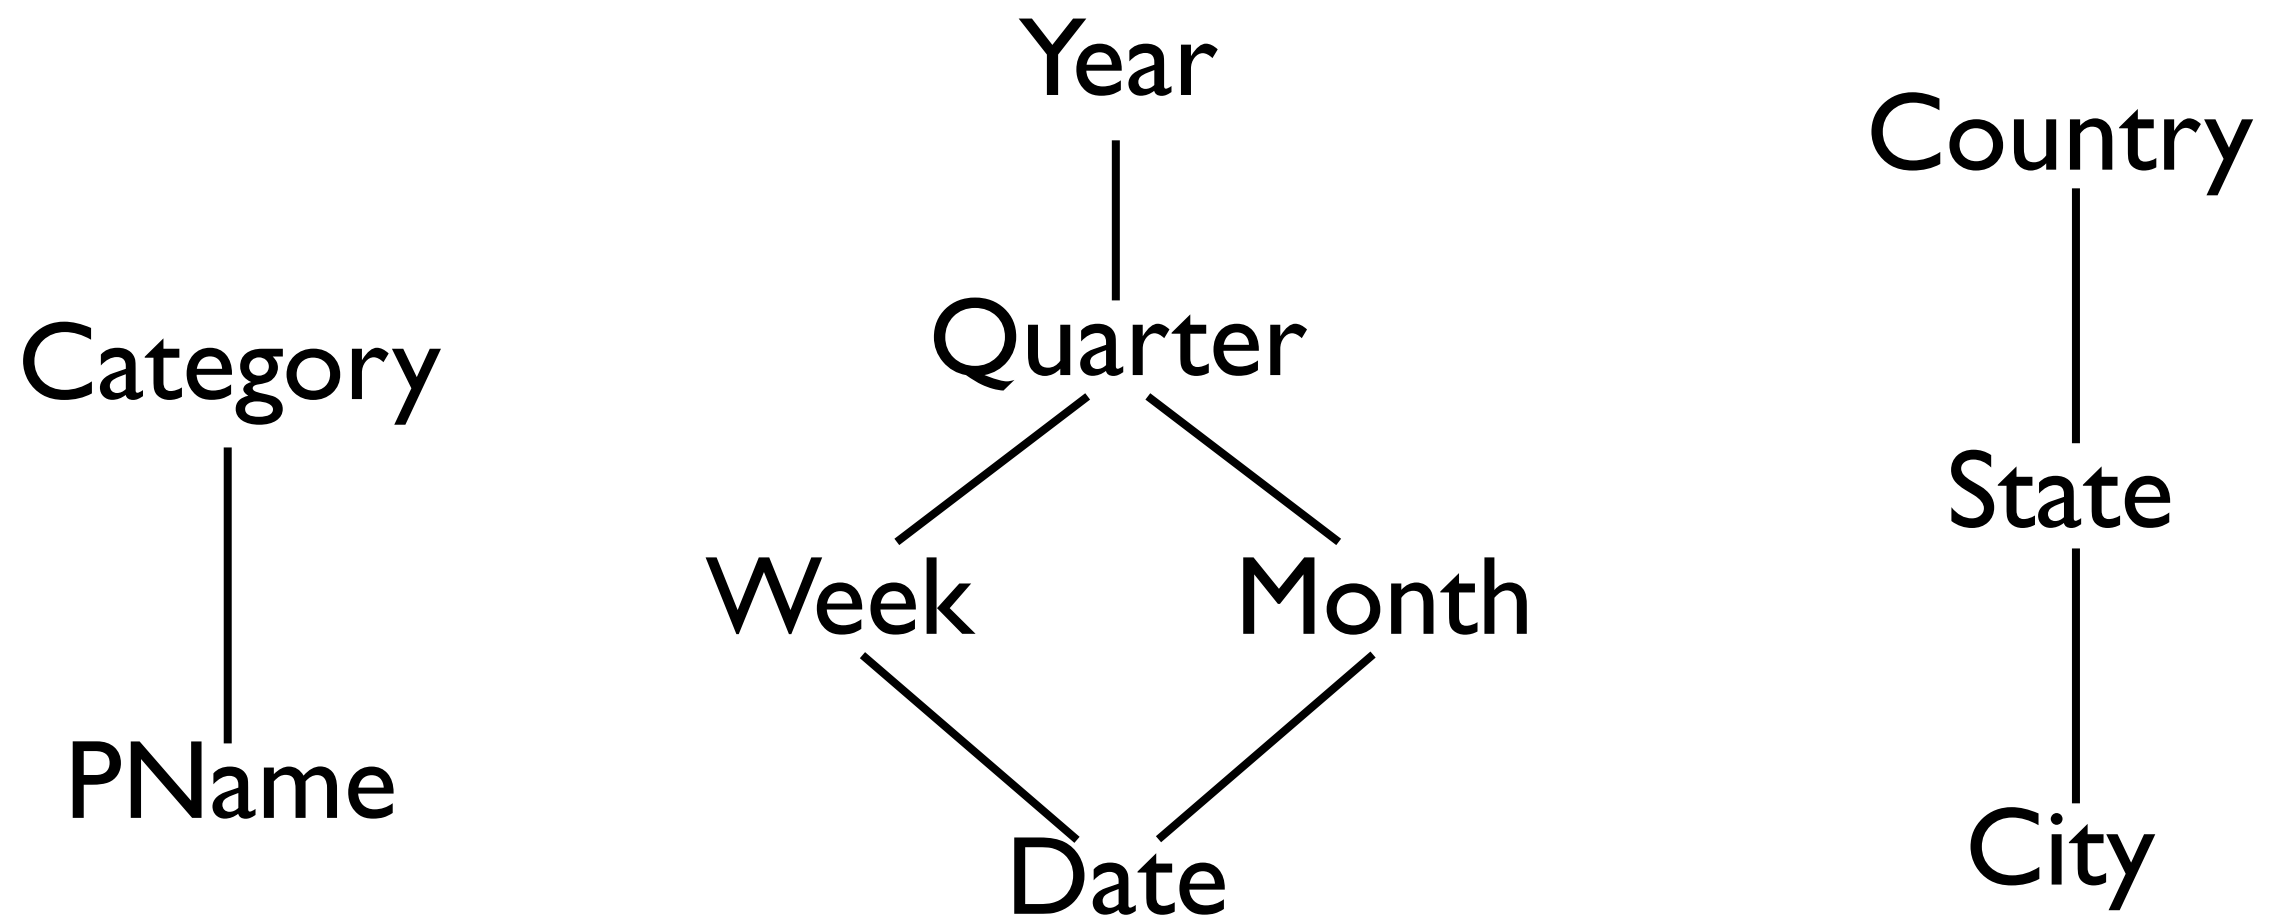 Year
Country
Quarter
Category
State
Week
Month
PName
City
Date